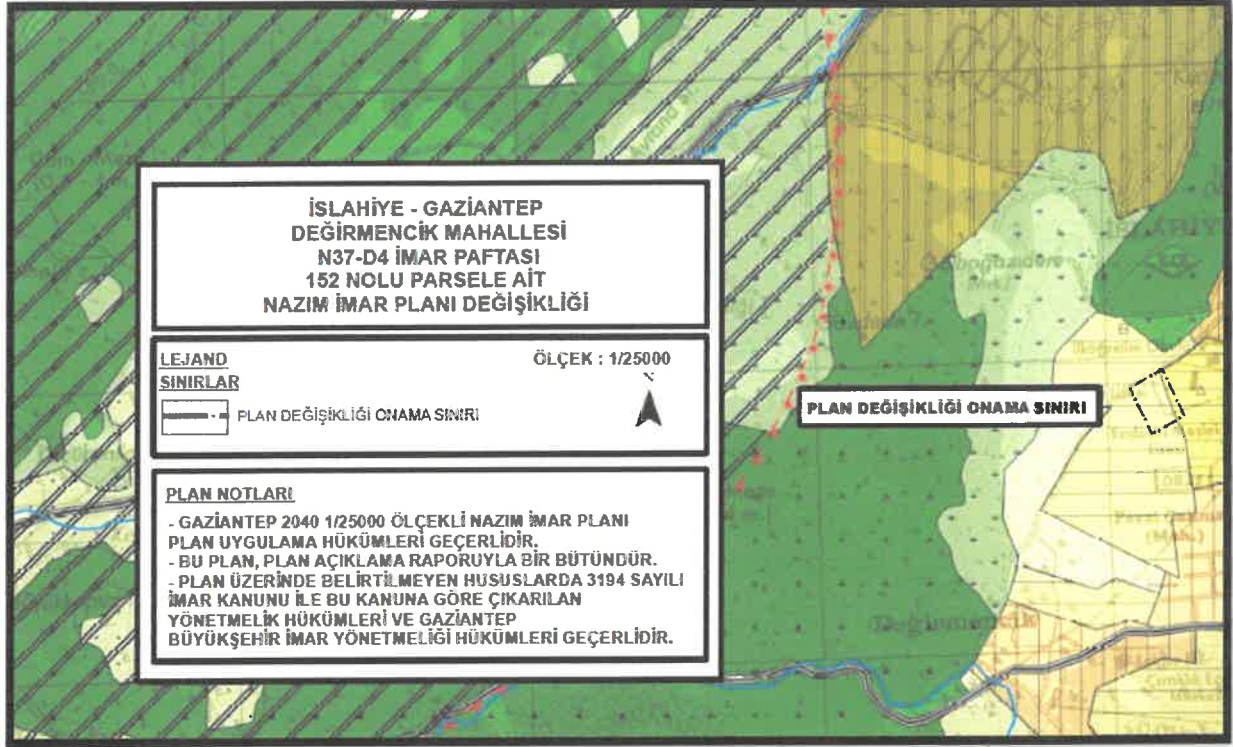 İSLAHİYE - GAZİANTEP
DEĞİRMENCİK MAHALLESİ
N37-D4 İMAR PAFTASI
152 NOLU PARSELE AİT
NAZIM İMAR PLANI DEĞİŞİKLİĞİ
LEJAND
ÖLÇEK : 1/25000
SINIRLAR
N
PLAN DEĞİŞİKLİĞİ ONAMA SINIRI
PLAN NOTLARI
- GAZİANTEP 2040 1/25000 ÖLÇEKLİ NAZIM İMAR PLANI
PLAN UYGULAMA HÜKÜMLERİ GEÇERLİDİR.
- BU PLAN, PLAN AÇIKLAMA RAPORUYLA BİR BÜTÜNDÜR.
- PLAN ÜZERİNDE BELİRTİLMEYEN HUSUSLARDA 3194 SAYILI
İMAR KANUNU İLE BU KANUNA GÖRE ÇIKARILAN
YÖNETMELİK HÜKÜMLERİ VE GAZİANTEP
BÜYÜKŞEHİR İMAR YÖNETMELİĞİ HÜKÜMLERİ GEÇERLİDİR.
PLAN DEĞİŞİKLİĞİ ONAMA SINIRI
Değirmencik